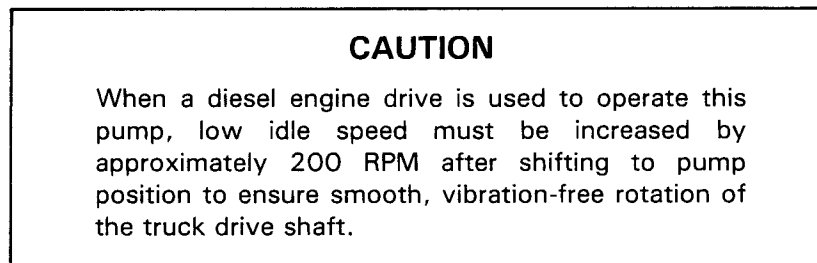 CAUTION
When a diesel engine drive is used to operate this
pump, low idle speed must be increased by
approximately 200 RPM after shifting to pump
position to ensure smooth, vibration-free rotation of
the truck drive shaft.